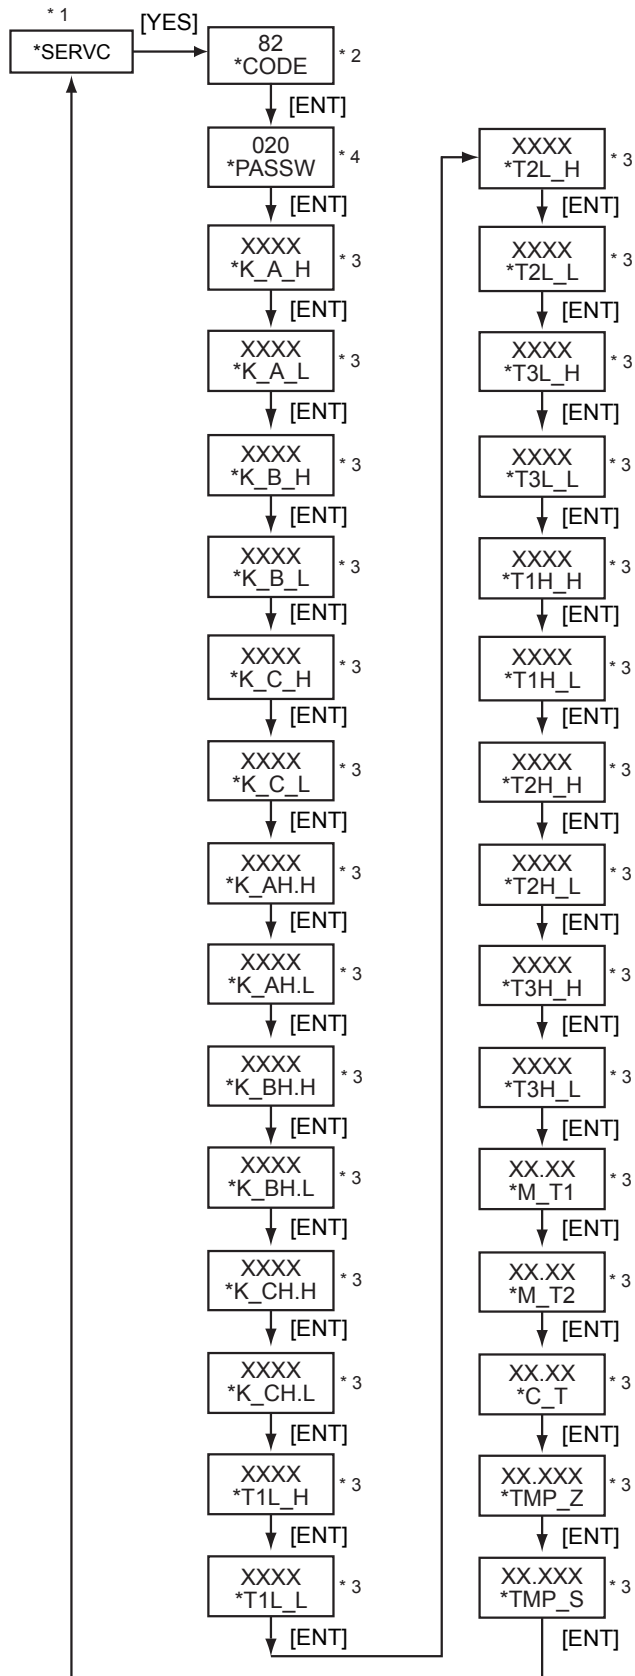 * 1
*SERVC
[YES]
82
*CODE
* 2
[ENT]
020
*PASSW
* 4
[ENT]
XXXX
*K_A_H
* 3
[ENT]
XXXX
*K_A_L
* 3
[ENT]
XXXX
*K_B_H
* 3
[ENT]
XXXX
*K_B_L
* 3
[ENT]
XXXX
*K_C_H
* 3
[ENT]
XXXX
*K_C_L
* 3
[ENT]
XXXX
*K_AH.H
* 3
[ENT]
XXXX
*K_AH.L
* 3
[ENT]
XXXX
*K_BH.H
* 3
[ENT]
XXXX
*K_BH.L
* 3
[ENT]
XXXX
*K_CH.H
* 3
[ENT]
XXXX
*K_CH.L
* 3
[ENT]
XXXX
*T1L_H
* 3
[ENT]
XXXX
*T1L_L
* 3
[ENT]
XXXX
*T2L_H
* 3
[ENT]
XXXX
*T2L_L
* 3
[ENT]
XXXX
*T3L_H
* 3
[ENT]
XXXX
*T3L_L
* 3
[ENT]
XXXX
*T1H_H
* 3
[ENT]
XXXX
*T1H_L
* 3
[ENT]
XXXX
*T2H_H
* 3
[ENT]
XXXX
*T2H_L
* 3
[ENT]
XXXX
*T3H_H
* 3
[ENT]
XXXX
*T3H_L
* 3
[ENT]
XX.XX
*M_T1
* 3
[ENT]
XX.XX
*M_T2
* 3
[ENT]
XX.XX
*C_T
* 3
[ENT]
XX.XXX
*TMP_Z
* 3
[ENT]
XX.XXX
*TMP_S
* 3
[ENT]